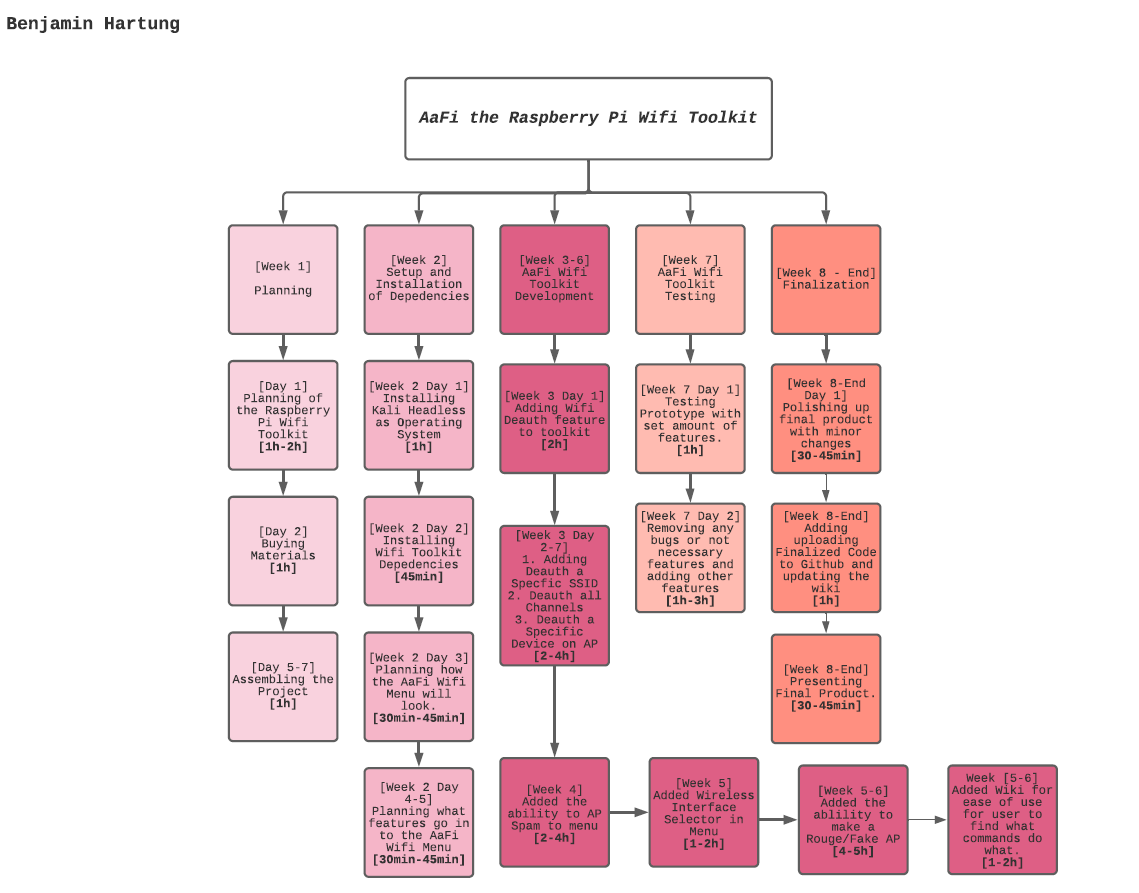 Benjamin Hartung
AaFi the Raspberry Pi Wifi Toolkit
[Week 1]
Planning
[Week 2]
Setup and
Installation
of Depedencies
[Week 3-6]
AaFi Wifi
Toolkit
Development
[Week 7]
AaFi Wifi
Toolkit
Testing
[Week 8 - End]
Finalization
[Day 1]
Planning of
the Raspberry
Pi Wifi
Toolkit
[1h-2h]
[Week 2 Day 1]
Installing
Kali Headless
as Operating
System
[1h]
[Week 3 Day 1]
Adding Wifi
Deauth feature
to toolkit
[2h]
[Week 7 Day 1]
Testing
Prototype with
set amount of
features.
[1h]
[Week 8-End
Day 1]
Polishing up
final product
with minor
changes
[30-45min]
[Day 2]
Buying
Materials
[1h]
[Week 2 Day 2]
Installing
Wifi Toolkit
Depedencies
[45min]
[Week 3 Day
2-7]
1. Adding
Deauth a
Specfic SSID
2. Deauth all
Channels
3. Deauth a
Specific
Device on AP
[2-4h]
[Week 7 Day 2]
Removing any
bugs or not
necessary
features and
adding other
features
[1h-3h]
[Week 8-End]
Adding
uploading
Finalized Code
to Github and
updating the
wiki
[1h]
[Day 5-7]
Assembling the
Project
[1h]
[Week 2 Day 3]
Planning how
the AaFi Wifi
Menu will
look.
[30min-45min]
[Week 8-End]
Presenting
Final Product.
[30-45min]
[Week 2 Day
4-5]
Planning what
features go in
to the AaFi
Wifi Menu
[30min-45min]
[Week 4]
Added the
ability to AP
Spam to menu
[2-4h]
[Week 5]
Added Wireless
Interface
Selector in
Menu
[1-2h]
[Week 5-6]
Added the
ablility to
make a
Rouge/Fake AP
[4-5h]
Week [5-6]
Added Wiki for
ease of use
for user to
find what
commands do
what.
[1-2h]